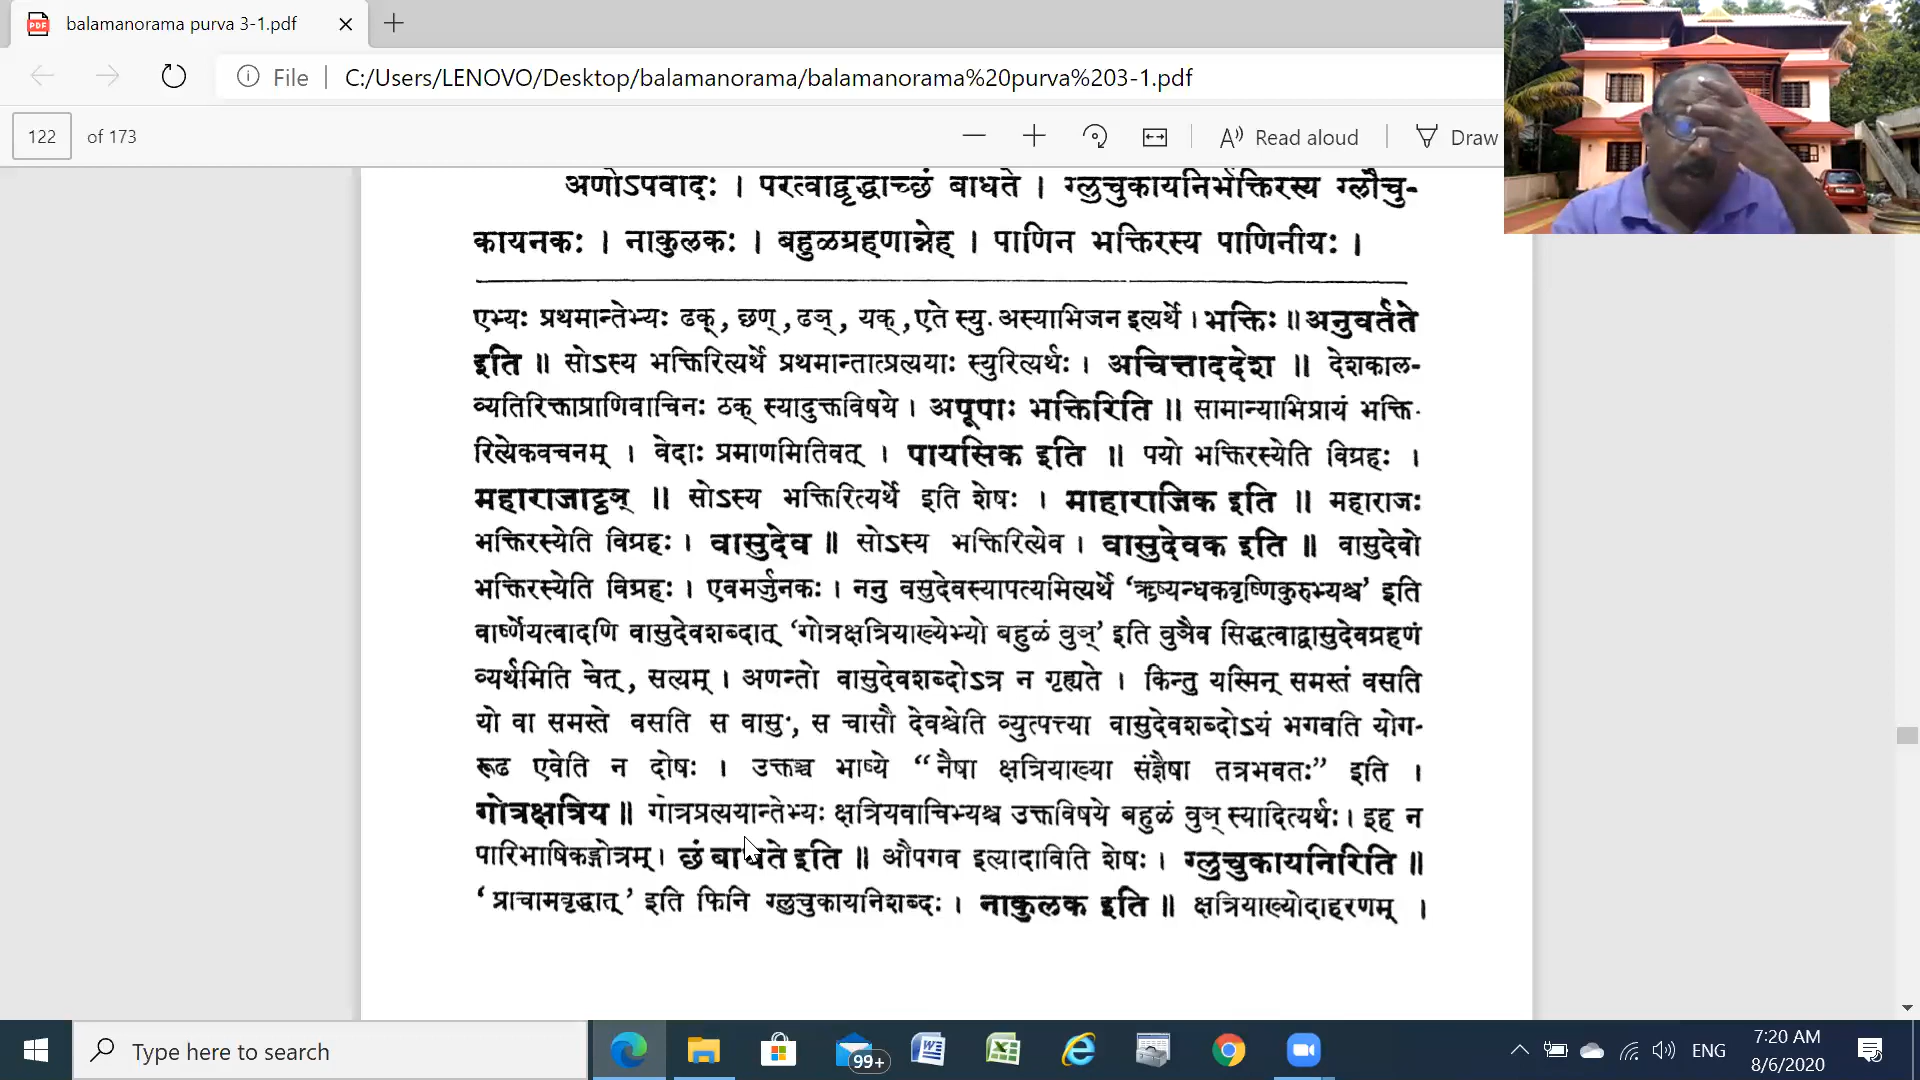 balamanorama purva 3-1.pdf
File
C:/Users/LENOVO/Desktop/balamanorama/balamanorama%20purva%203-1.pdf
122 of 173
Read aloud
Draw
अणोऽपवादः । परत्वाद्वृद्धाच्छं बाधते । ग्लुचुकायनिर्भक्तिरस्य ग्लौचु-
कायनकः । नाकुलकः । बहुळग्रहणान्नेह । पाणिन भक्तिरस्य पाणिनीयः ।
एभ्यः प्रथमान्तेभ्यः ढक्, छण्, ढञ्, यक्, एते स्यु. अस्याभिजन इत्यर्थे । भक्तिः ॥ अनुवर्तते
इति ॥ सोऽस्य भक्तिरित्यर्थे प्रथमान्तात्प्रत्ययाः स्युरित्यर्थः । अचित्ताददेश ॥ देशकाल-
व्यतिरिक्ताप्राणिवाचिनः ठक् स्यादुक्तविषये । अपूपाः भक्तिरिति ॥ सामान्याभिप्रायं भक्ति-
रित्येकवचनम् । वेदाः प्रमाणमितिवत् । पायसिक इति ॥ पयो भक्तिरस्येति विग्रहः ।
महाराजाट्ठञ् ॥ सोऽस्य भक्तिरित्यर्थे इति शेषः । माहाराजिक इति ॥ महाराजः
भक्तिरस्येति विग्रहः । वासुदेव ॥ सोऽस्य भक्तिरित्येव । वासुदेवक इति ॥ वासुदेवो
भक्तिरस्येति विग्रहः । एवमर्जुनकः । ननु वसुदेवस्यापत्यमित्यर्थे ‘ऋष्यन्धकवृष्णिकुरुभ्यश्च’ इति
वार्ष्णेयत्वादणि वासुदेवशब्दात् ‘गोत्रक्षत्रियाख्येभ्यो बहुळं वुञ्’ इति वुञैव सिद्धत्वाद्वासुदेवग्रहणं
व्यर्थमिति चेत्, सत्यम् । अणन्तो वासुदेवशब्दोऽत्र न गृह्यते । किन्तु यस्मिन् समस्तं वसति
यो वा समस्ते वसति स वासुः, स चासौ देवश्चेति व्युत्पत्त्या वासुदेवशब्दोऽयं भगवति योग-
रूढ एवेति न दोषः । उक्तञ्च भाष्ये “नैषा क्षत्रियाख्या संज्ञैषा तत्रभवतः” इति ।
गोत्रक्षत्रिय ॥ गोत्रप्रत्ययान्तेभ्यः क्षत्रियवाचिभ्यश्च उक्तविषये बहुळं वुञ् स्यादित्यर्थः । इह न
पारिभाषिकङ्गोत्रम् । छं बाधते इति ॥ औपगव इत्यादाविति शेषः । ग्लुचुकायनिरिति ॥
‘प्राचामवृद्धात्’ इति फिनि ग्लुचुकायनिशब्दः । नाकुलक इति ॥ क्षत्रियाख्योदाहरणम् ।
Type here to search
99+
ENG
7:20 AM
8/6/2020